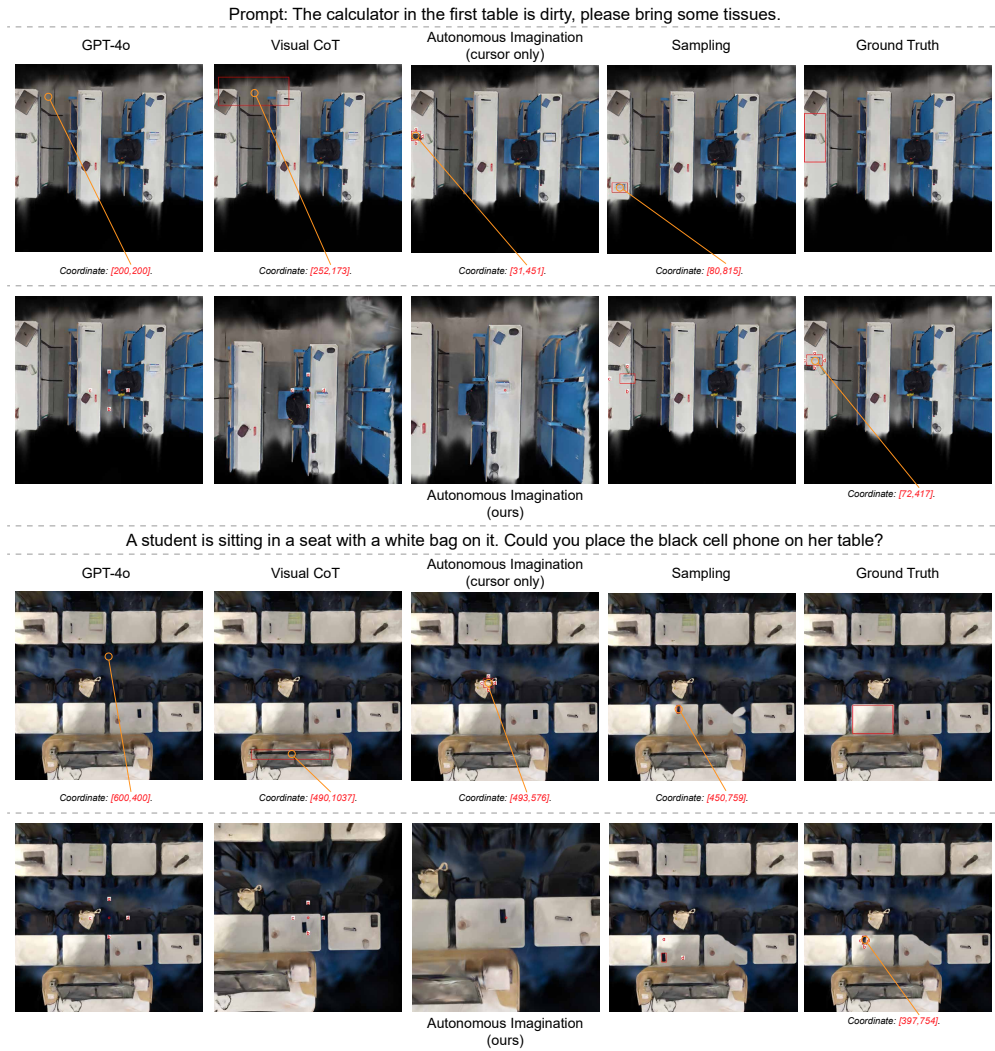 Prompt: The calculator in the first table is dirty, please bring some tissues.
GPT-4o
Visual CoT
Autonomous Imagination
(cursor only)
Sampling
Ground Truth
Coordinate: [200,200].
Coordinate: [252,173].
Coordinate: [31,451].
Coordinate: [80,815].
Coordinate: [72,417].
Autonomous Imagination
(ours)
A student is sitting in a seat with a white bag on it. Could you place the black cell phone on her table?
GPT-4o
Visual CoT
Autonomous Imagination
(cursor only)
Sampling
Ground Truth
Coordinate: [600,400].
Coordinate: [490,1037].
Coordinate: [493,576].
Coordinate: [450,759].
Autonomous Imagination
(ours)
Coordinate: [397,754].